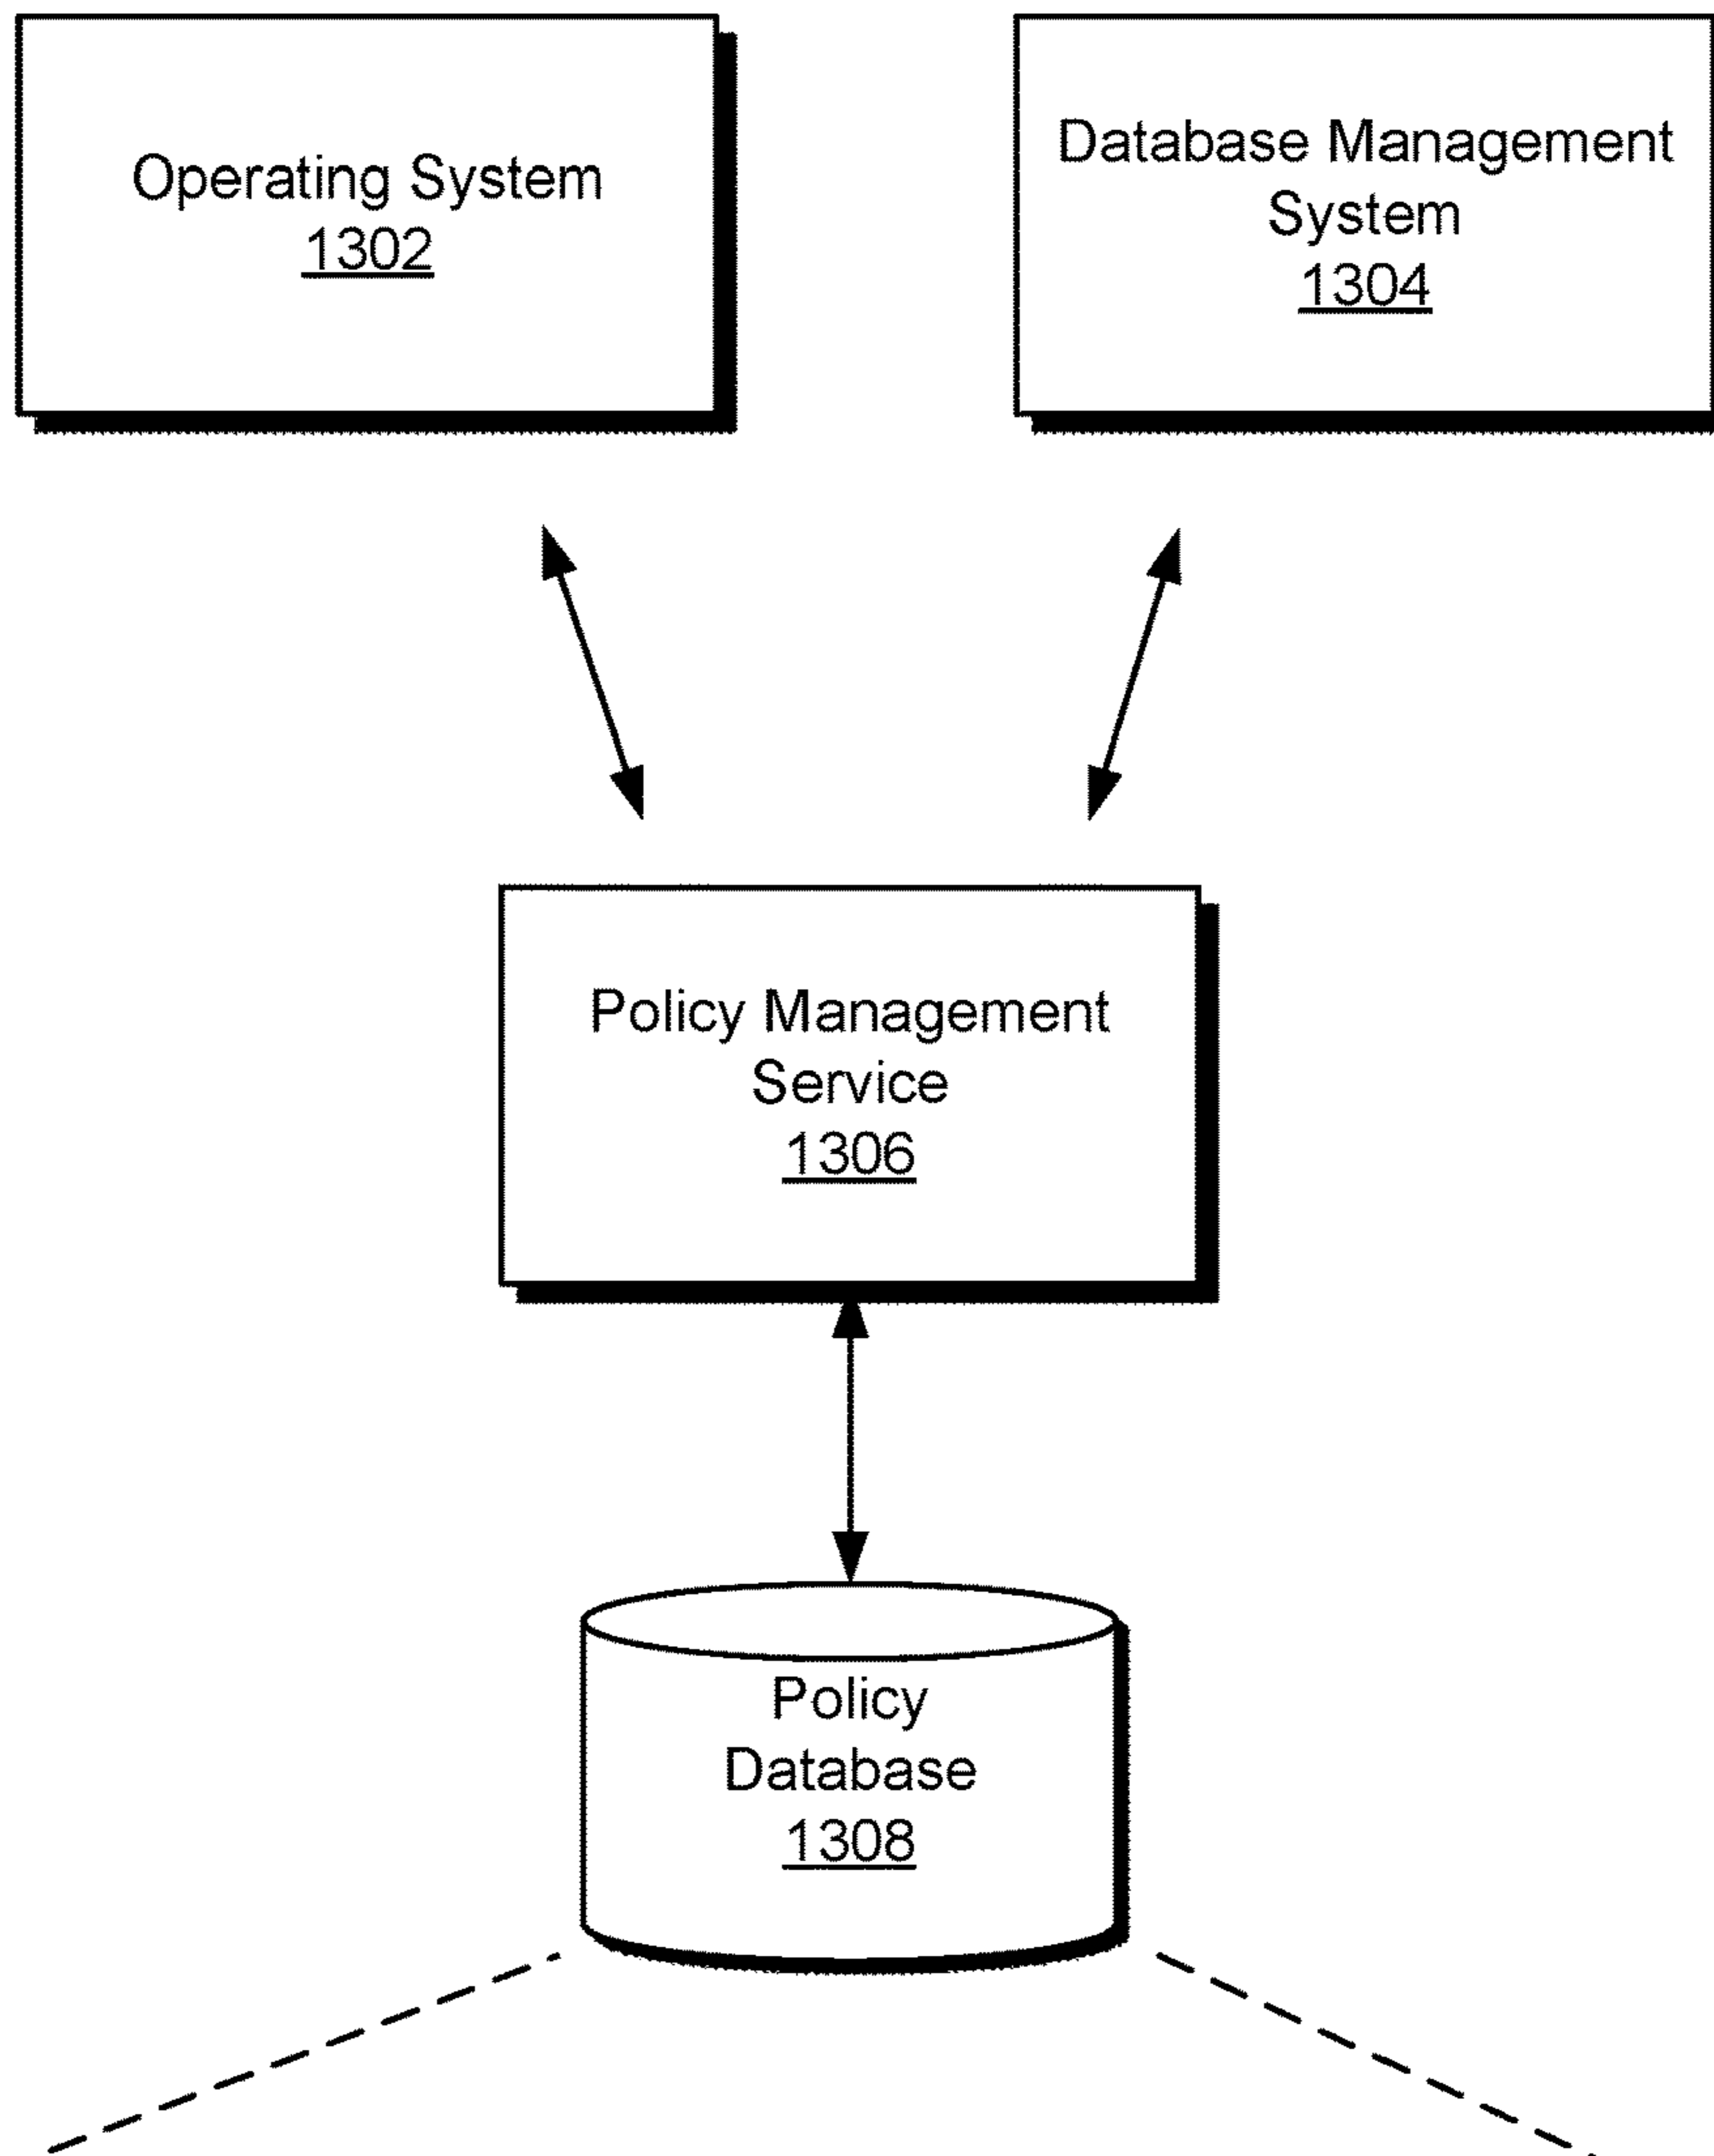 Operating System
1302
Database Management
System
1304
Policy Management
Service
1306
Policy
Database
1308